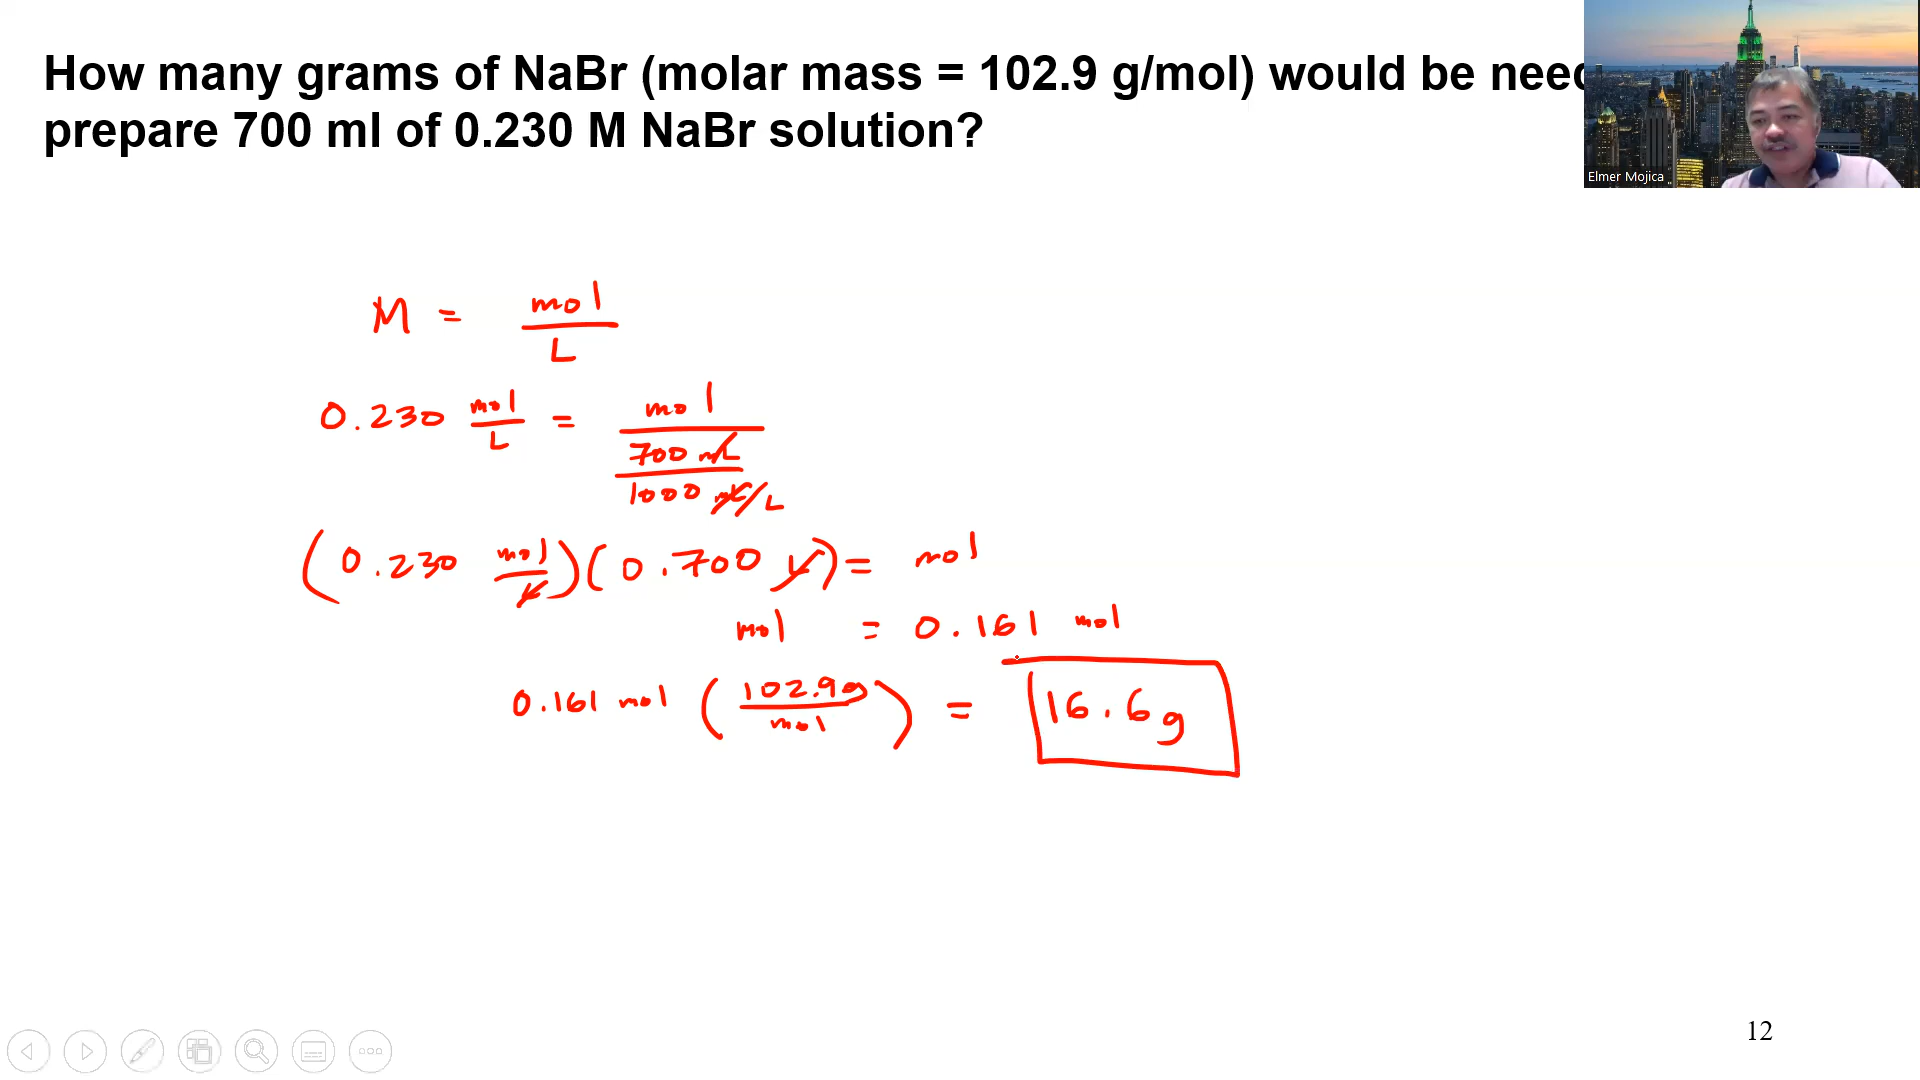 How many grams of NaBr (molar mass = 102.9 g/mol) would be need
prepare 700 ml of 0.230 M NaBr solution?
Elmer Mojica
M = mol / L
0.230 mol/L = mol / (700 mL / 1000 mL/L)
(0.230 mol/L)(0.700 L) = mol
mol = 0.161 mol
0.161 mol (102.9g / mol) = 16.6g
12